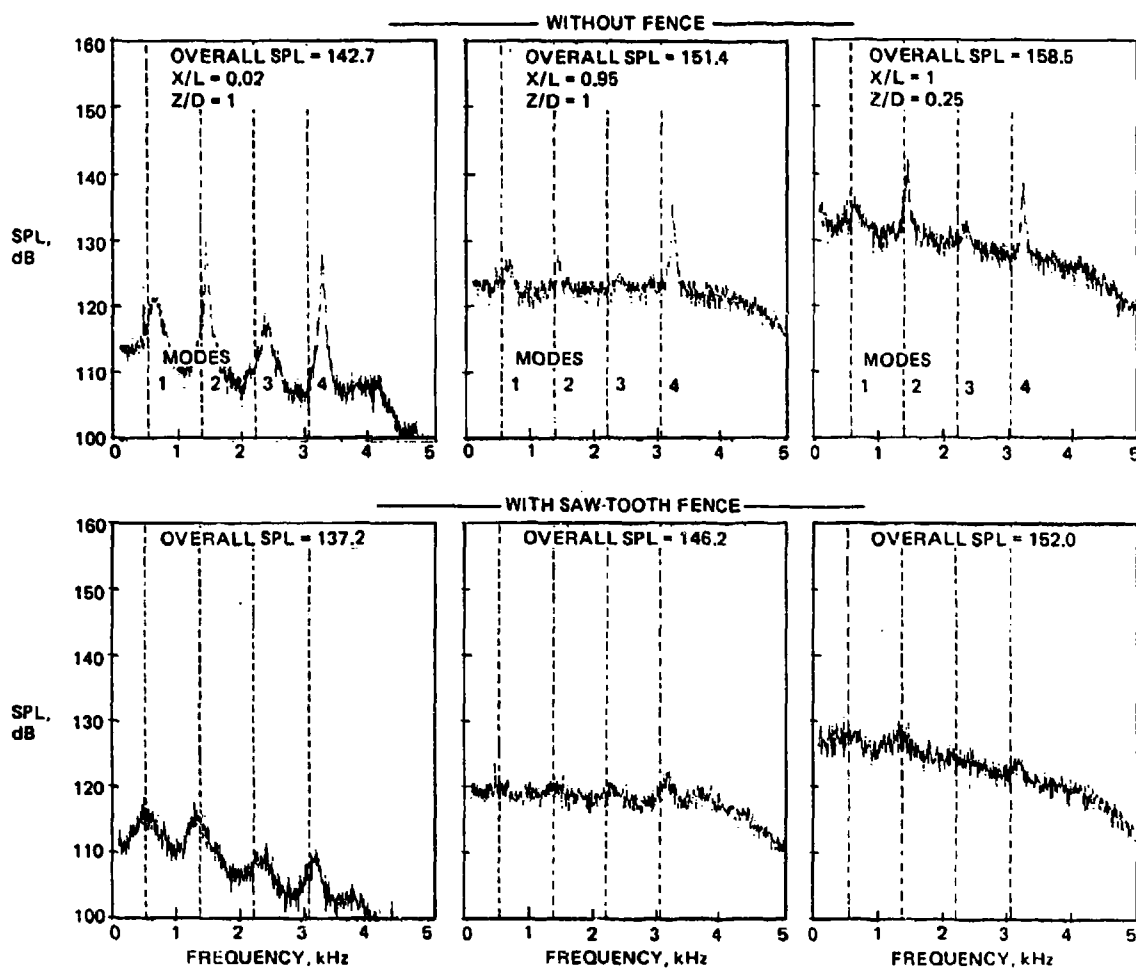 WITHOUT FENCE
OVERALL SPL = 142.7
X/L = 0.02
Z/D = 1
OVERALL SPL = 151.4
X/L = 0.95
Z/D = 1
OVERALL SPL = 158.5
X/L = 1
Z/D = 0.25
160
150
140
130
120
110
100
SPL,
dB
MODES
1 2 3 4
MODES
1 2 3 4
MODES
1 2 3 4
0 1 2 3 4 5
0 1 2 3 4 5
0 1 2 3 4 5
WITH SAW-TOOTH FENCE
OVERALL SPL = 137.2
OVERALL SPL = 146.2
OVERALL SPL = 152.0
160
150
140
130
120
110
100
SPL,
dB
0 1 2 3 4 5
0 1 2 3 4 5
0 1 2 3 4 5
FREQUENCY, kHz
FREQUENCY, kHz
FREQUENCY, kHz